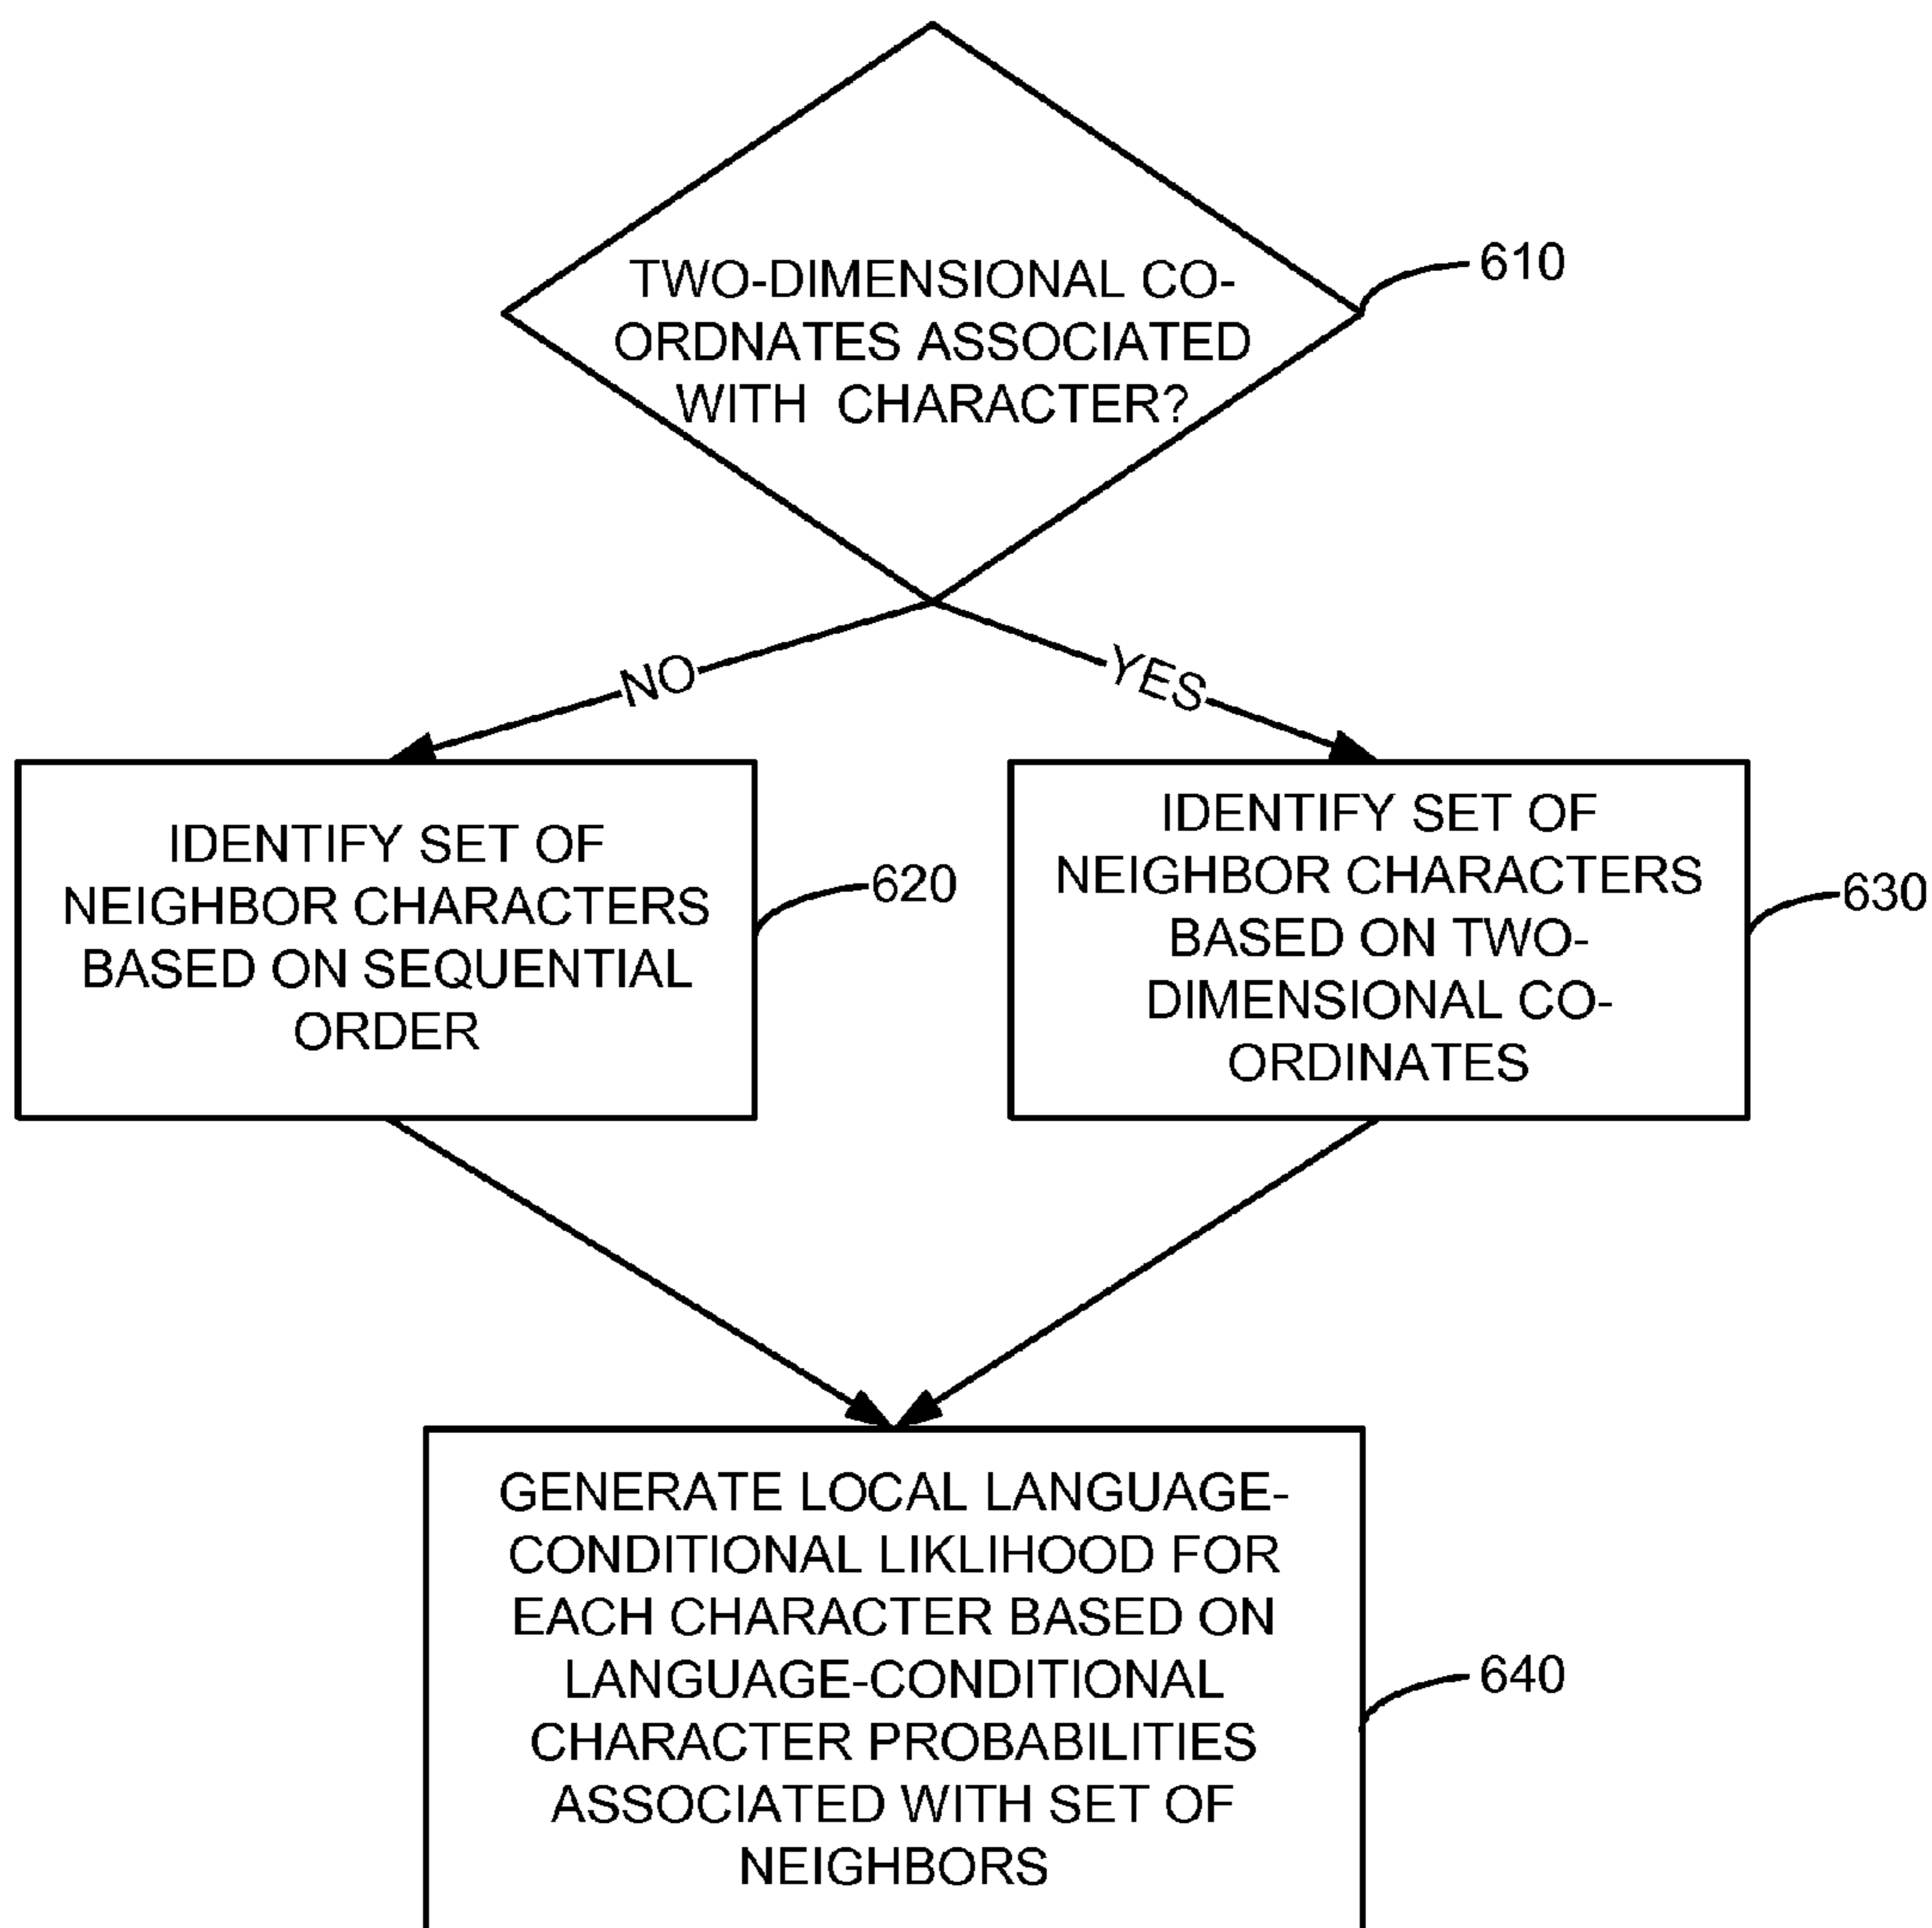 TWO-DIMENSIONAL CO-
ORDNATES ASSOCIATED
WITH CHARACTER?
610
NO
YES
IDENTIFY SET OF
NEIGHBOR CHARACTERS
BASED ON SEQUENTIAL
ORDER
620
IDENTIFY SET OF
NEIGHBOR CHARACTERS
BASED ON TWO-
DIMENSIONAL CO-
ORDINATES
630
GENERATE LOCAL LANGUAGE-
CONDITIONAL LIKLIHOOD FOR
EACH CHARACTER BASED ON
LANGUAGE-CONDITIONAL
CHARACTER PROBABILITIES
ASSOCIATED WITH SET OF
NEIGHBORS
640